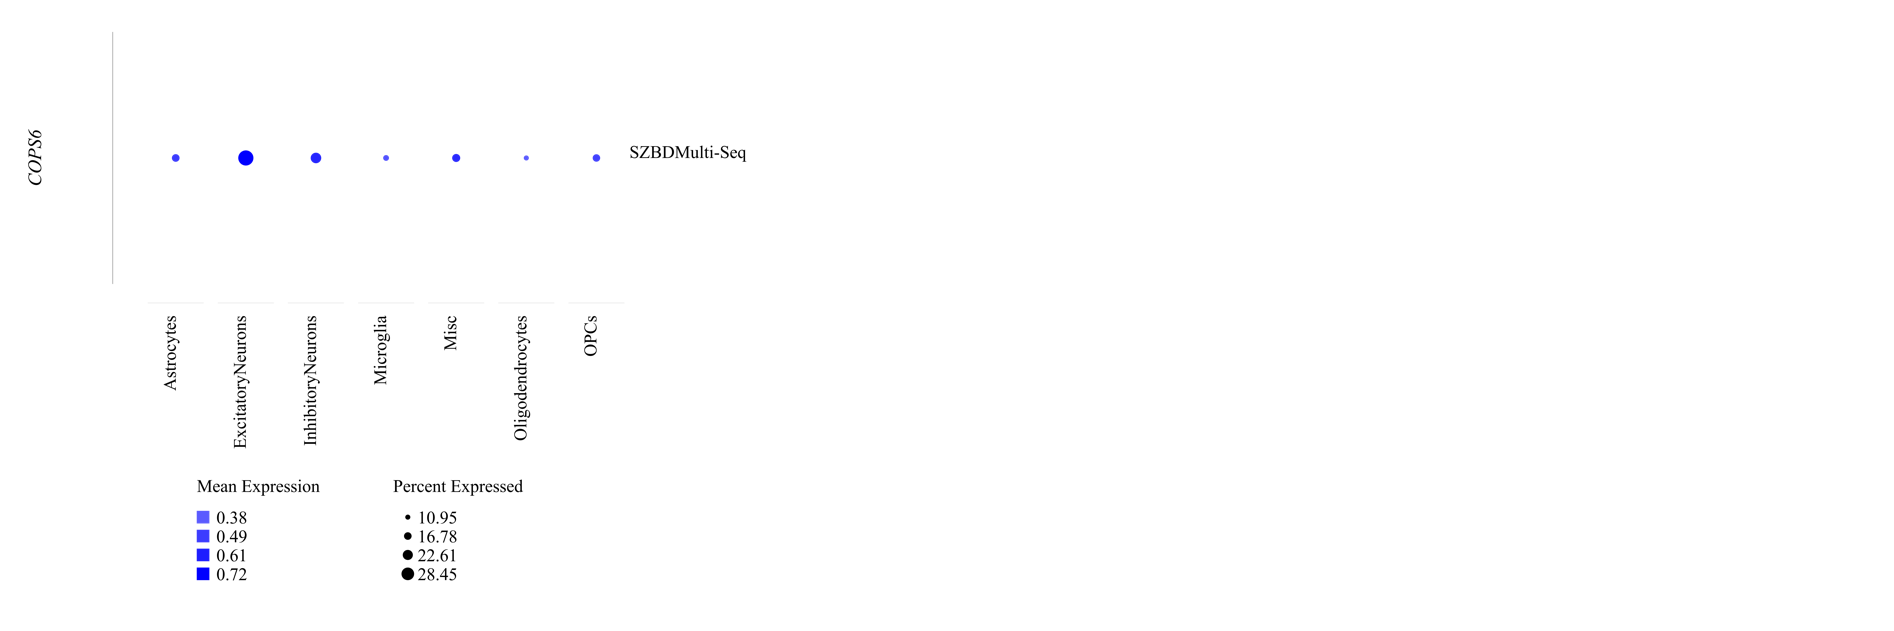 COPS6
SZBDMulti-Seq
Astrocytes
ExcitatoryNeurons
InhibitoryNeurons
Microglia
Misc
Oligodendrocytes
OPCs
Mean Expression
0.38
0.49
0.61
0.72
Percent Expressed
10.95
16.78
22.61
28.45